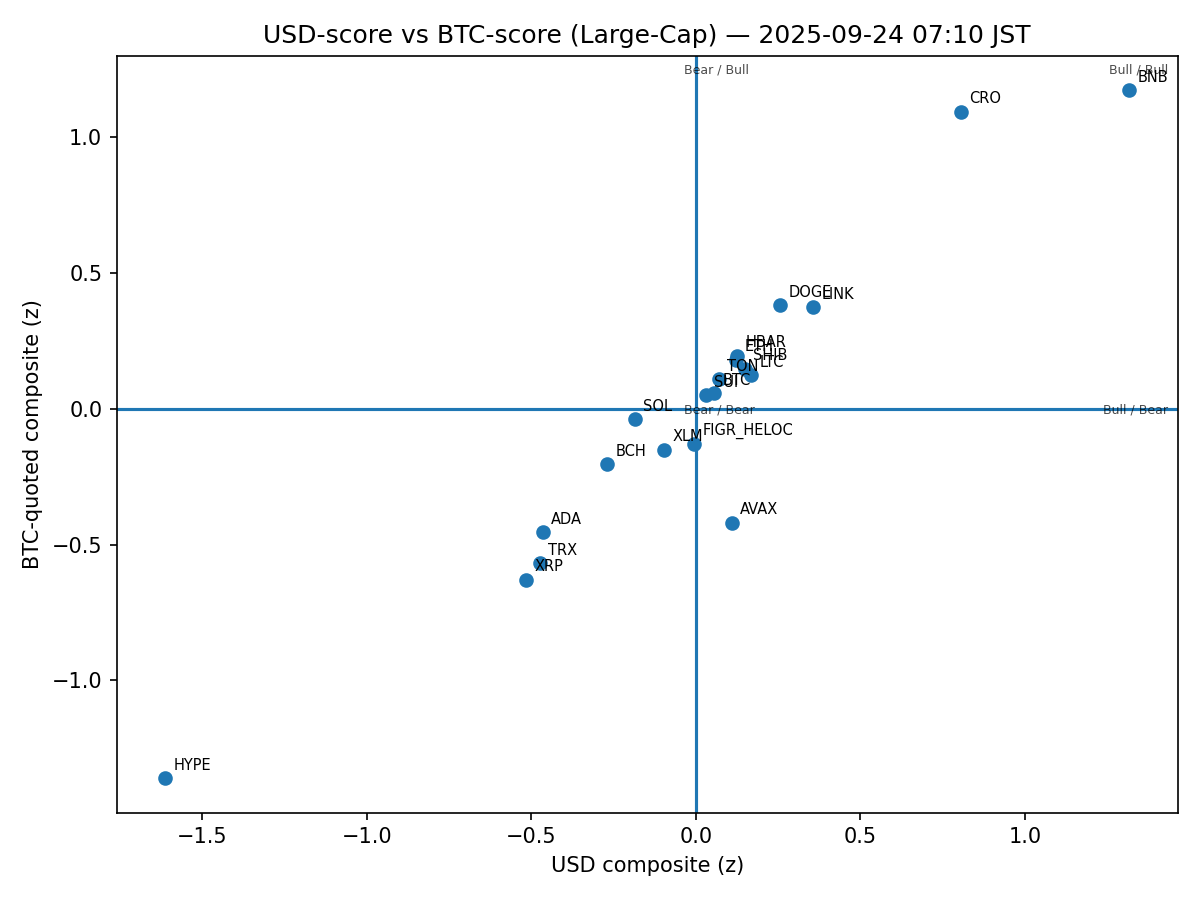 USD-score vs BTC-score (Large-Cap) — 2025-09-24 07:10 JST
Bear / Bull
Bull / Bull
BNB
CRO
1.0
0.5
DOGE
LINK
HBAR
ETH
SHIB
LTC
TON
BTC
SUI
0.0
SOL
Bear / Bear
Bull / Bear
FIGR_HELOC
XLM
BCH
AVAX
ADA
−0.5
TRX
XRP
−1.0
HYPE
BTC-quoted composite (z)
−1.5
−1.0
−0.5
0.0
0.5
1.0
USD composite (z)